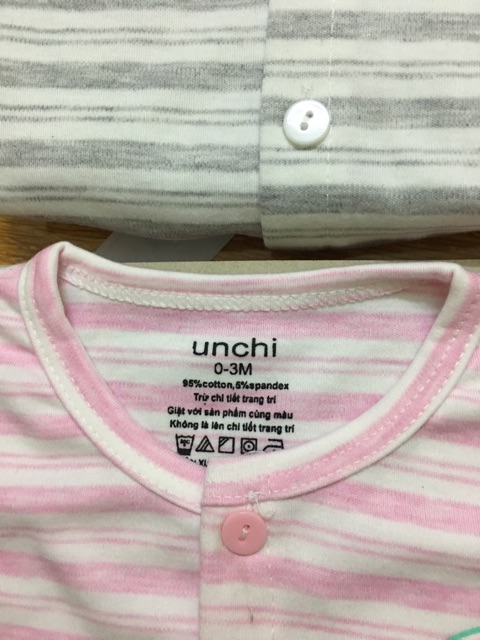 unchi
0-3M
95%cotton,5%spandex
Trừ chi tiết trang trí
Giặt với sản phẩm cùng màu
Không là lên chi tiết trang trí